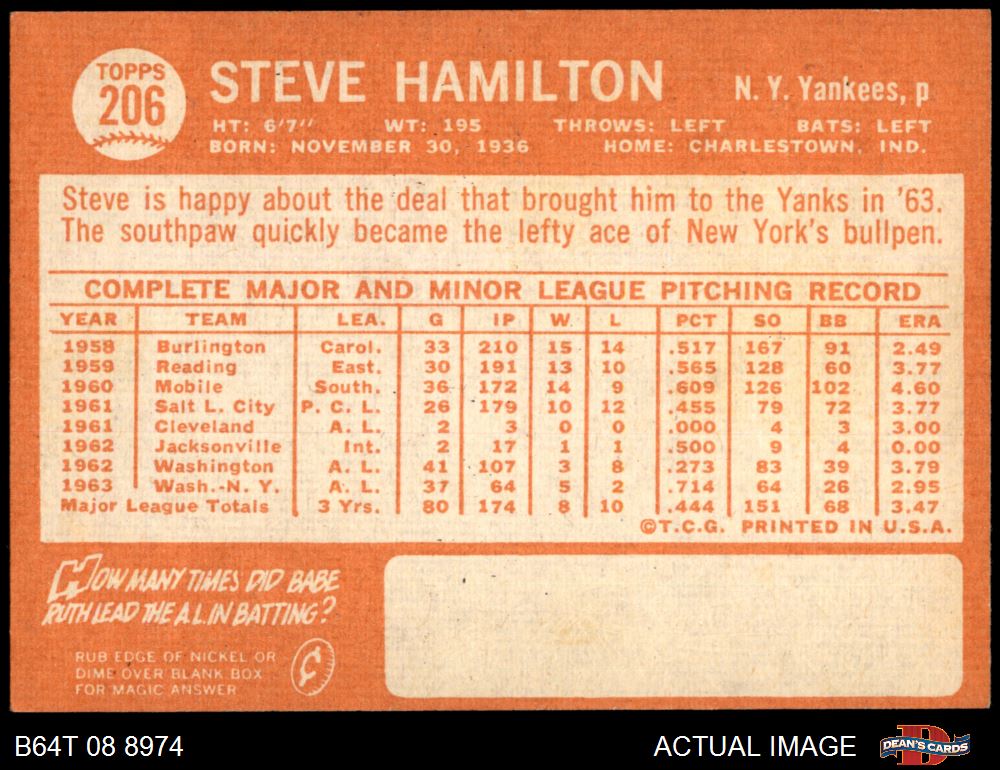 TOPPS
206
STEVE HAMILTON
N. Y. Yankees, p
HT: 6'7" WT: 195 THROWS: LEFT BATS: LEFT
BORN: NOVEMBER 30, 1936 HOME: CHARLESTOWN, IND.
Steve is happy about the deal that brought him to the Yanks in '63.
The southpaw quickly became the lefty ace of New York's bullpen.
COMPLETE MAJOR AND MINOR LEAGUE PITCHING RECORD
YEAR TEAM LEA. G IP W L PCT SO BB ERA
1958 Burlington Carol. 33 210 15 14 .517 167 91 2.49
1959 Reading East. 30 191 13 10 .565 128 60 3.77
1960 Mobile South. 36 172 14 9 .609 126 102 4.60
1961 Salt L. City P. C. L. 26 179 10 12 .455 79 72 3.77
1961 Cleveland A. L. 2 3 0 0 .000 4 3 3.00
1962 Jacksonville Int. 2 17 1 1 .500 9 4 0.00
1962 Washington A. L. 41 107 3 8 .273 83 39 3.79
1963 Wash.-N. Y. A. L. 37 64 5 2 .714 64 26 2.95
Major League Totals 3 Yrs. 80 174 8 10 .444 151 68 3.47
©T.C.G. PRINTED IN U.S.A.
HOW MANY TIMES DID BABE
RUTH LEAD THE A.L. IN BATTING?
RUB EDGE OF NICKEL OR
DIME OVER BLANK BOX
FOR MAGIC ANSWER
¢
B64T 08 8974
ACTUAL IMAGE
DEAN'S CARDS